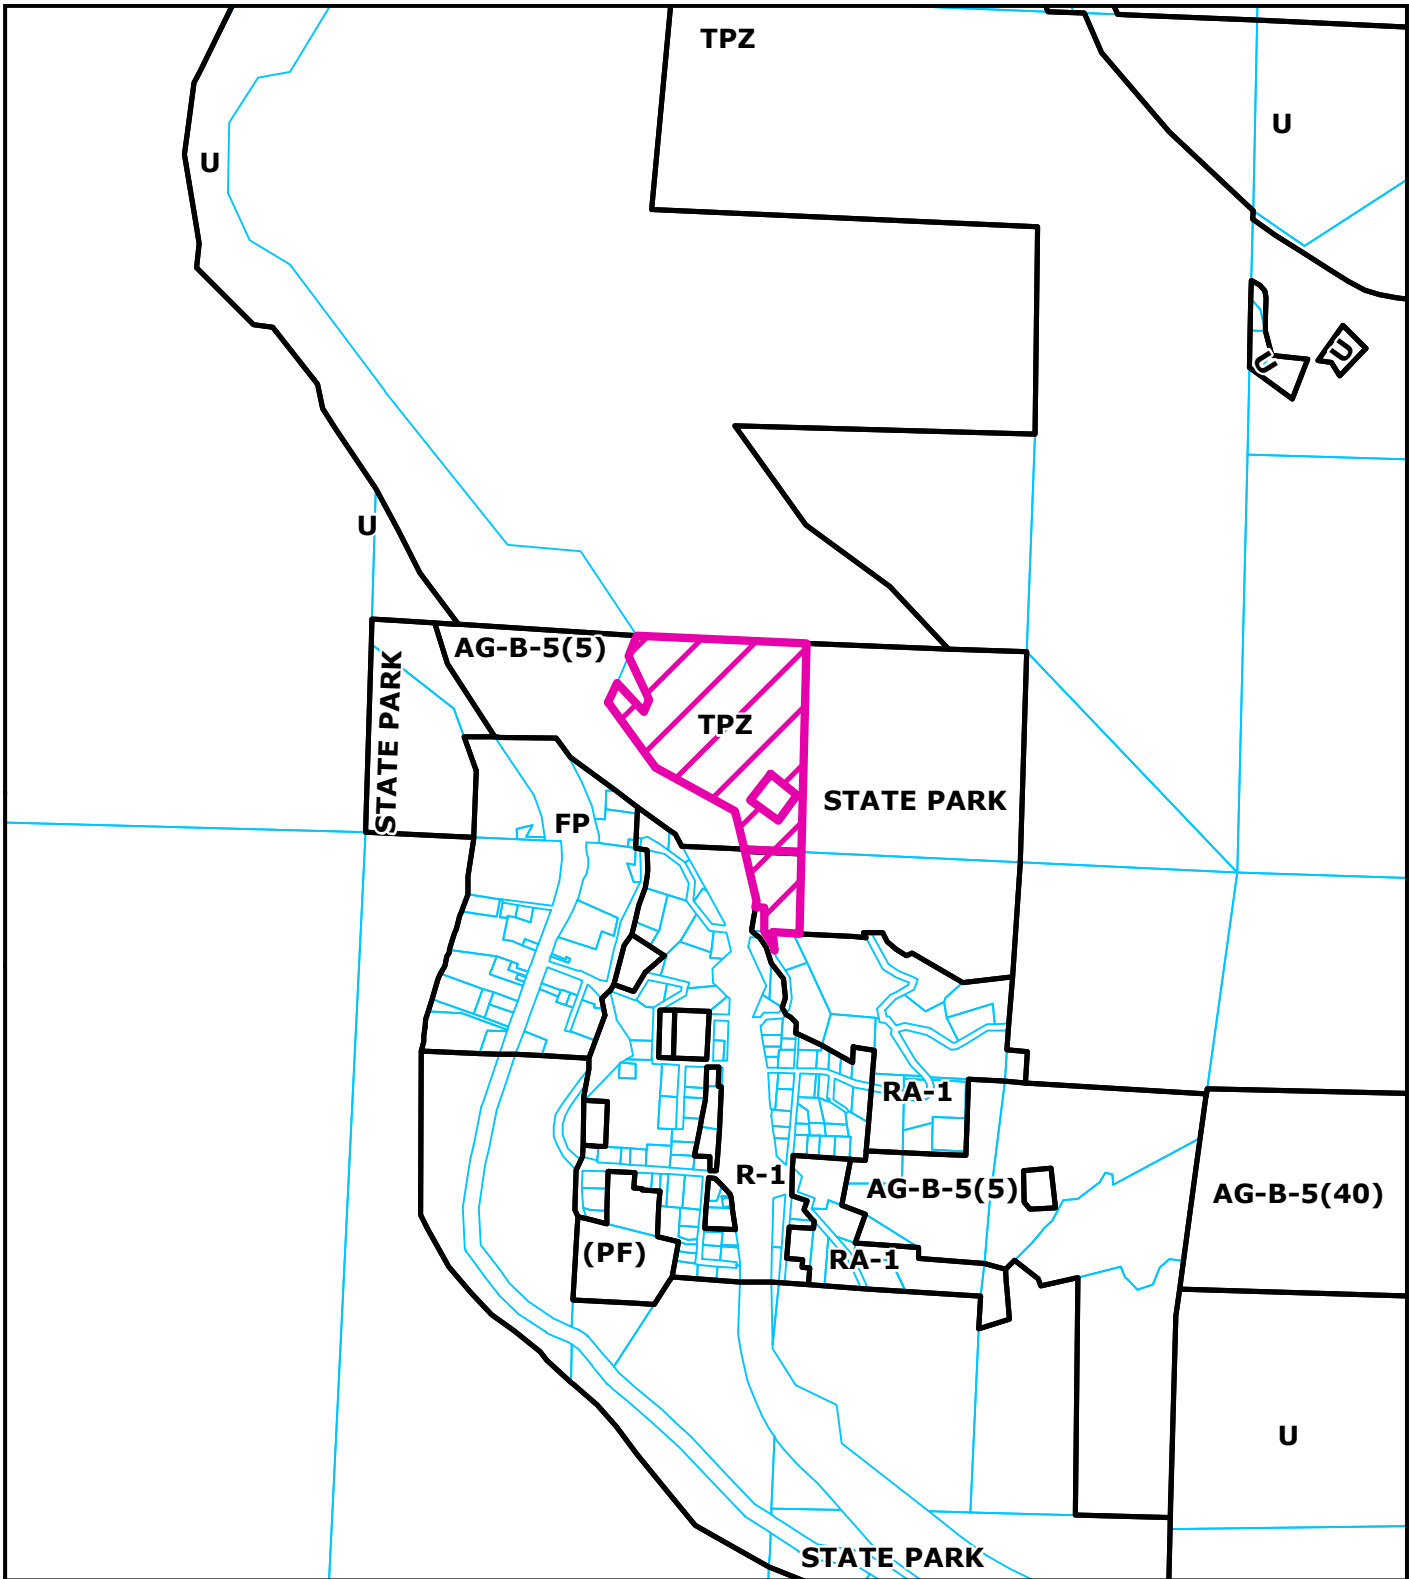 TPZ
U
U
U
U
U
AG-B-5(5)
STATE PARK
TPZ
STATE PARK
FP
RA-1
R-1
AG-B-5(5)
AG-B-5(40)
(PF)
RA-1
U
STATE PARK